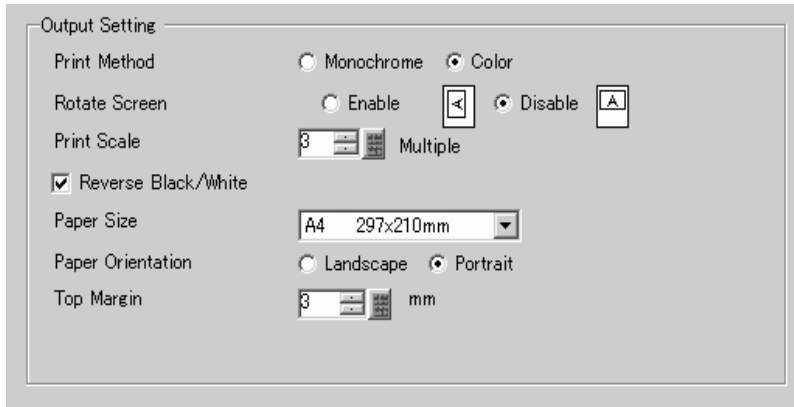 Output Setting
Print Method Monochrome Color
Rotate Screen Enable A Disable A
Print Scale 3 Multiple
Reverse Black/White
Paper Size A4 297x210mm
Paper Orientation Landscape Portrait
Top Margin 3 mm